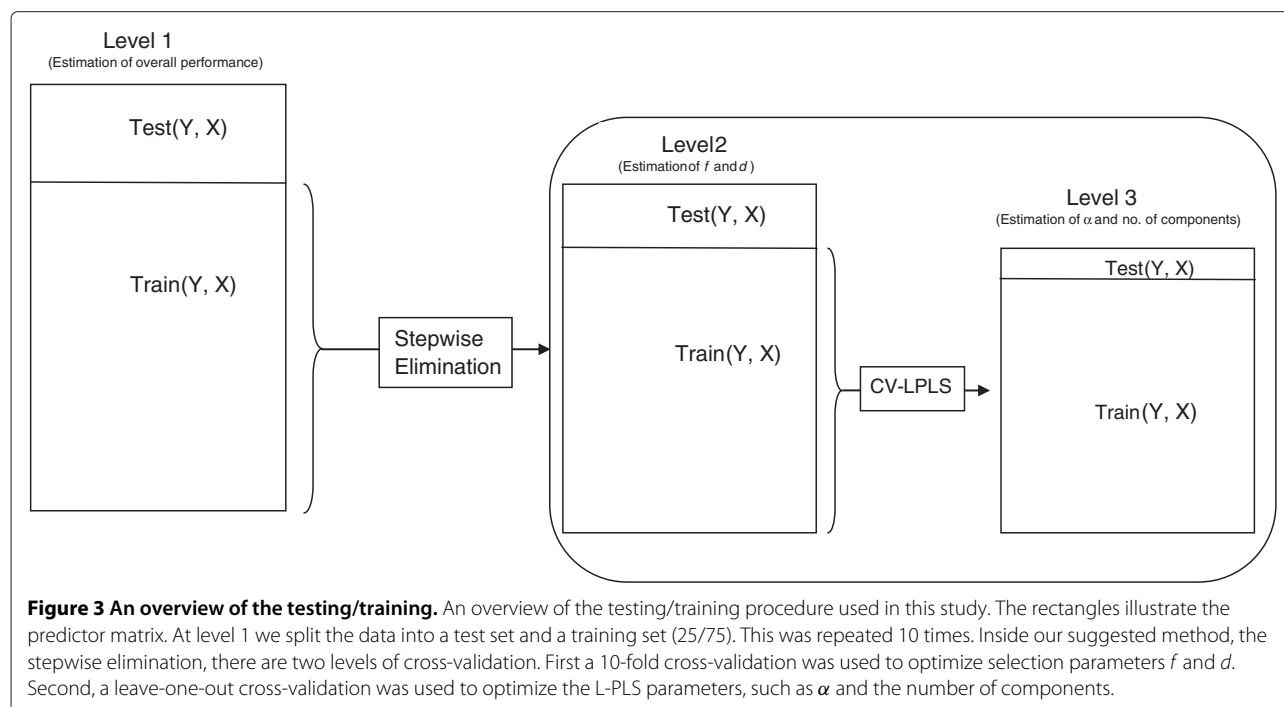 Level 1
(Estimation of overall performance)
Test(Y, X)
Train(Y, X)
Stepwise
Elimination
Level2
(Estimation of f and d)
Test(Y, X)
Train(Y, X)
CV-LPLS
Level 3
(Estimation of α and no. of components)
Test(Y, X)
Train(Y, X)
Figure 3 An overview of the testing/training. An overview of the testing/training procedure used in this study. The rectangles illustrate the
predictor matrix. At level 1 we split the data into a test set and a training set (25/75). This was repeated 10 times. Inside our suggested method, the
stepwise elimination, there are two levels of cross-validation. First a 10-fold cross-validation was used to optimize selection parameters f and d.
Second, a leave-one-out cross-validation was used to optimize the L-PLS parameters, such as α and the number of components.